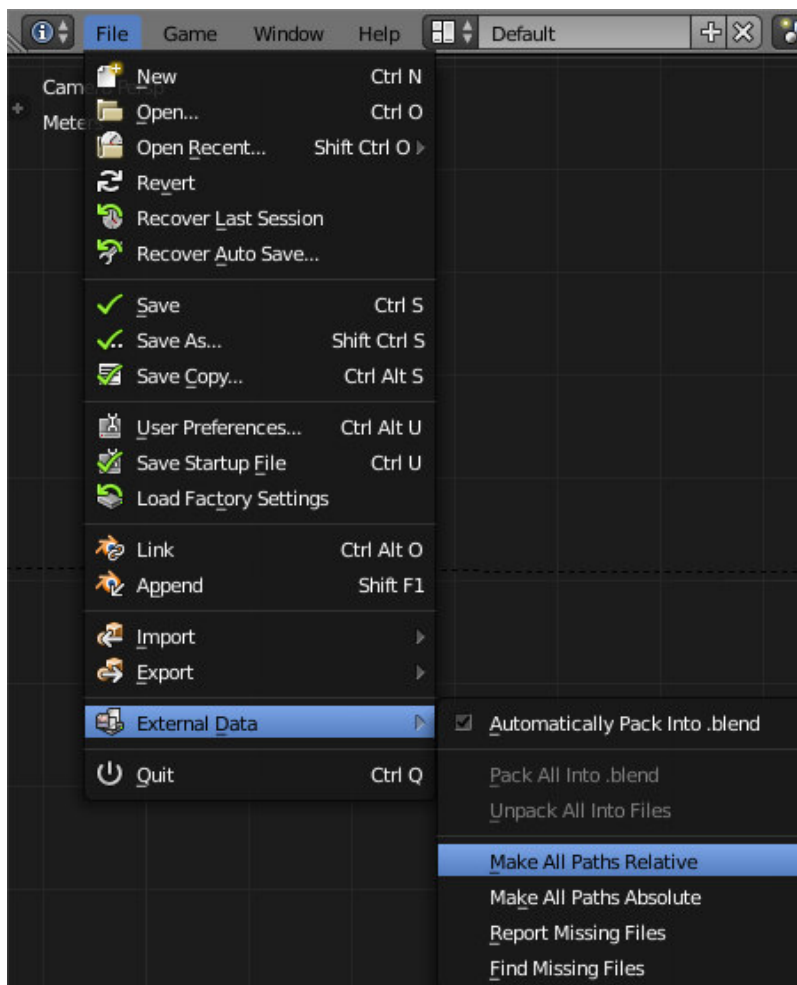 File Game Window Help Default
Cam
Mete
New Ctrl N
Open... Ctrl O
Open Recent... Shift Ctrl O
Revert
Recover Last Session
Recover Auto Save...
Save Ctrl S
Save As... Shift Ctrl S
Save Copy... Ctrl Alt S
User Preferences... Ctrl Alt U
Save Startup File Ctrl U
Load Factory Settings
Link Ctrl Alt O
Append Shift F1
Import
Export
External Data
Quit Ctrl Q
Automatically Pack Into .blend
Pack All Into .blend
Unpack All Into Files
Make All Paths Relative
Make All Paths Absolute
Report Missing Files
Find Missing Files